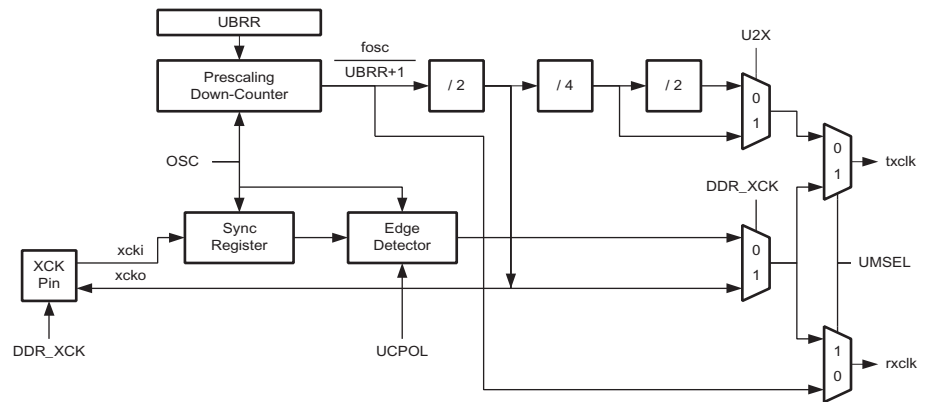 UBRR
fosc
UBRR+1
U2X
Prescaling
Down-Counter
/ 2
/ 4
/ 2
0
1
OSC
0
1
txclk
DDR_XCK
Sync
Register
Edge
Detector
0
1
xcki
XCK
Pin
xcko
UMSEL
DDR_XCK
UCPOL
1
0
rxclk